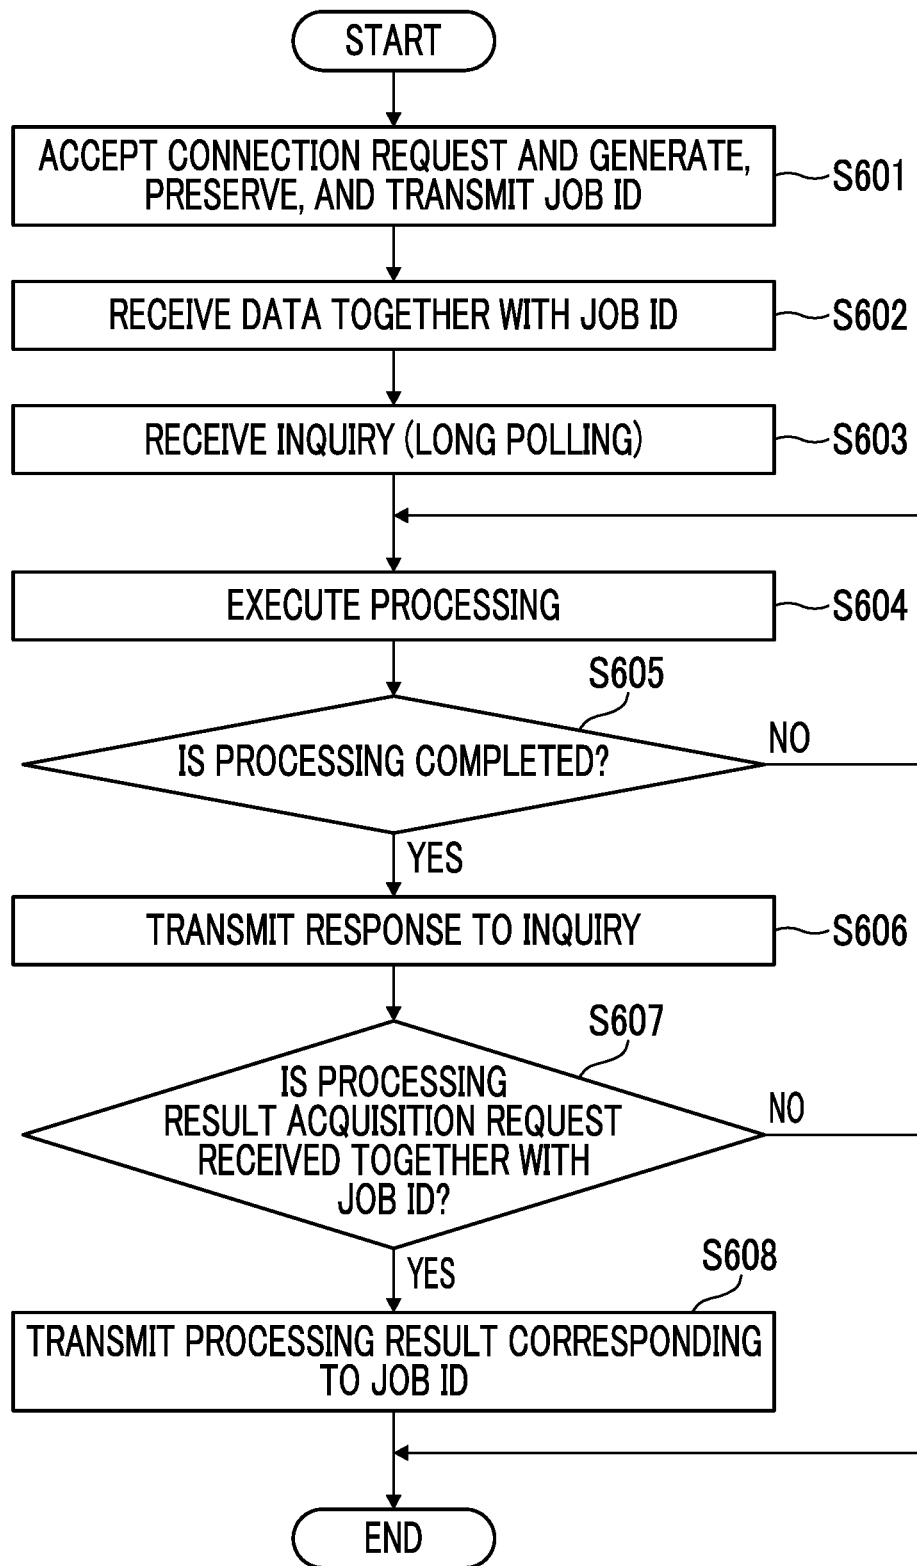 START
ACCEPT CONNECTION REQUEST AND GENERATE,
PRESERVE, AND TRANSMIT JOB ID
S601
RECEIVE DATA TOGETHER WITH JOB ID
S602
RECEIVE INQUIRY (LONG POLLING)
S603
EXECUTE PROCESSING
S604
S605
IS PROCESSING COMPLETED?
NO
YES
TRANSMIT RESPONSE TO INQUIRY
S606
S607
IS PROCESSING
RESULT ACQUISITION REQUEST
RECEIVED TOGETHER WITH
JOB ID?
NO
YES
S608
TRANSMIT PROCESSING RESULT CORRESPONDING
TO JOB ID
END